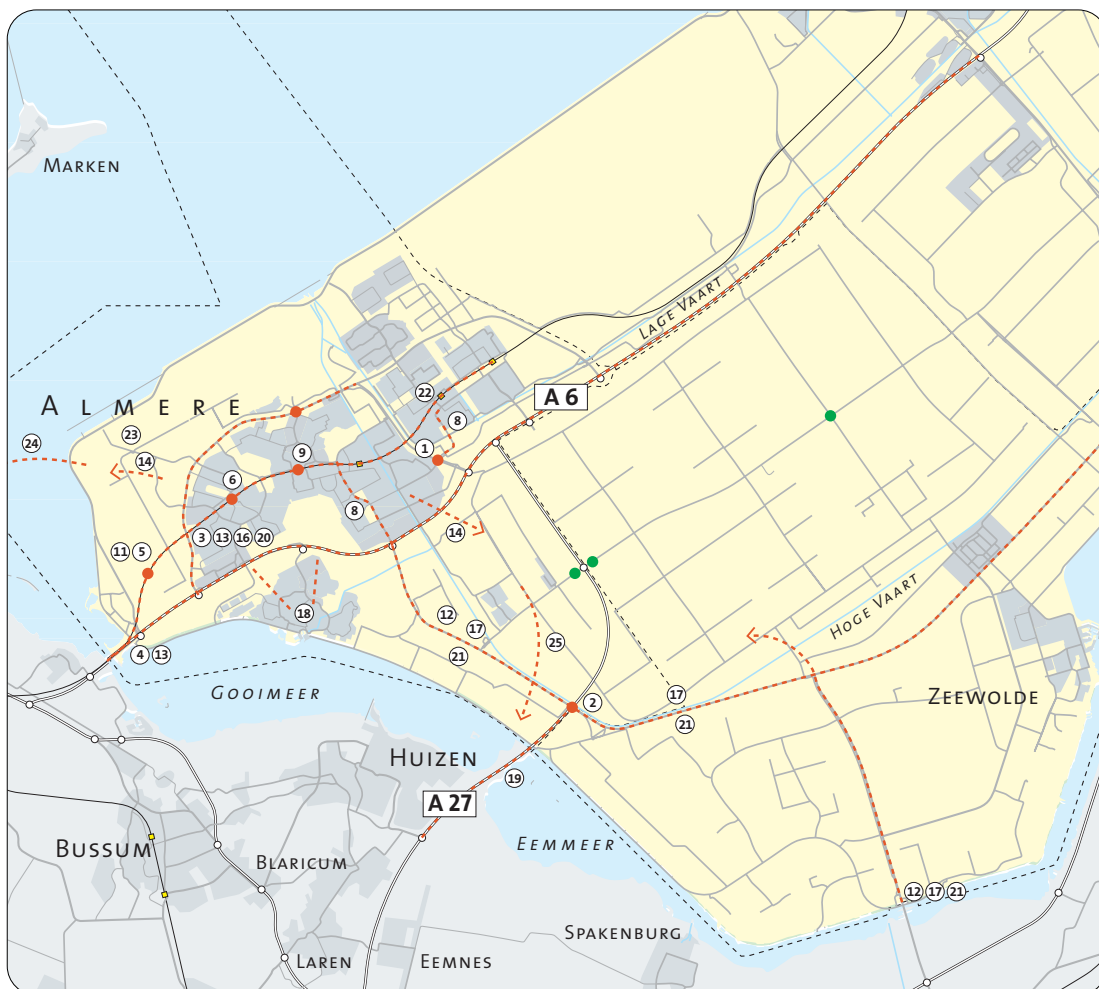 MARKEN
LAGE VAART
ALMERE
A 6
22
8
23
24
14
9
1
6
8
3 13 16 20
14
11 5
18
12
17
25
HOGE VAART
4 13
21
GOOIMEER
17
2
21
ZEEWOLDE
HUIZEN
19
A 27
EEMMEER
BUSSUM
BLARICUM
12 17 21
SPAKENBURG
LAREN
EEMNES